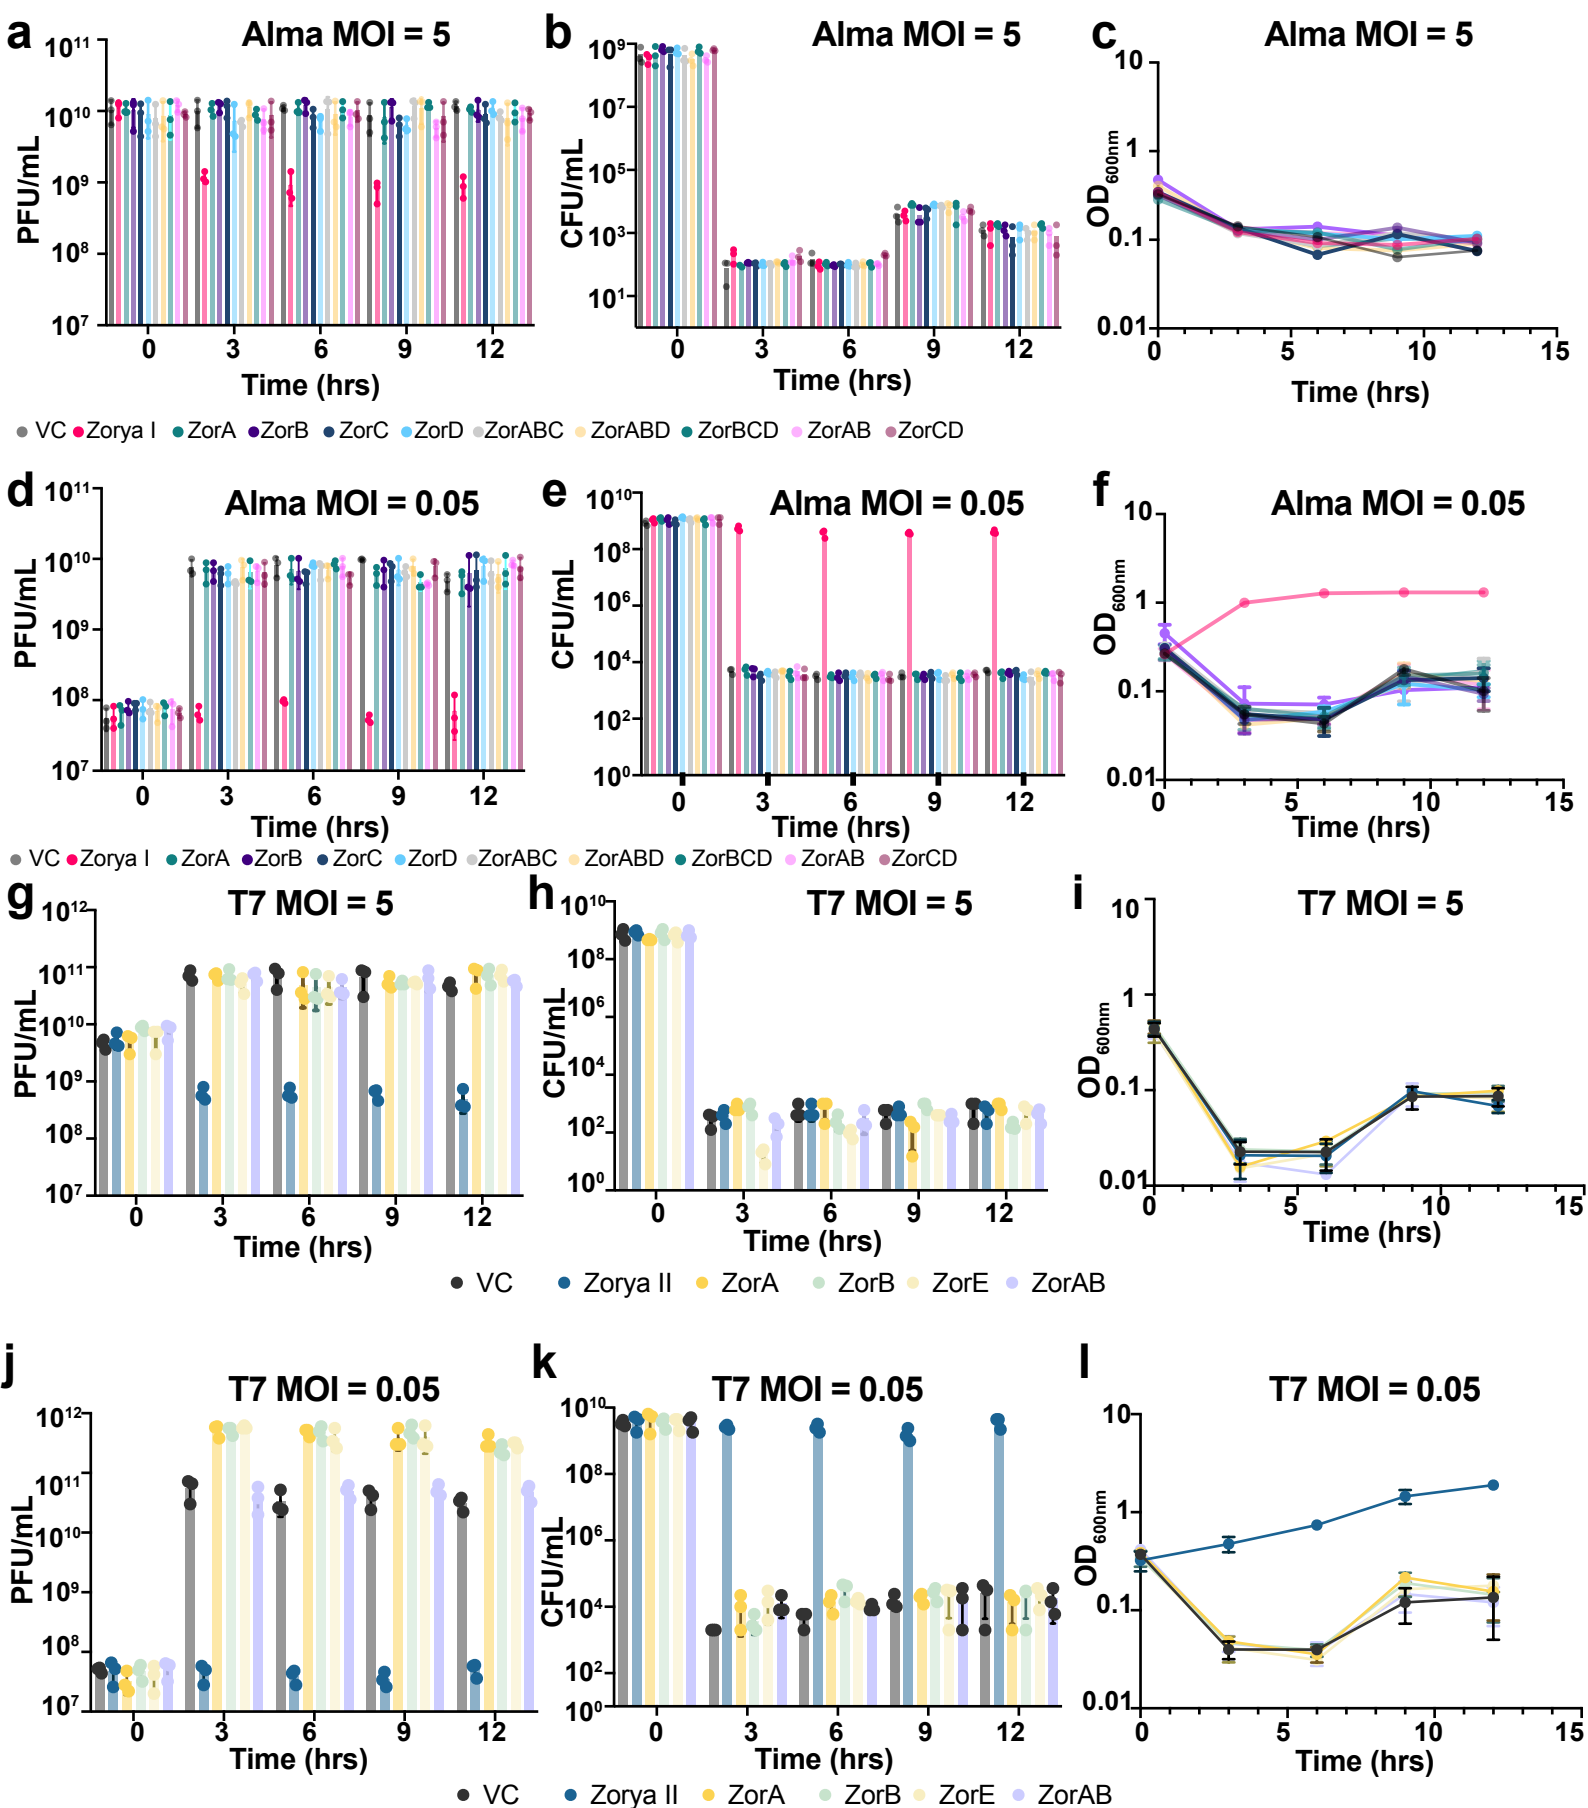 a
Alma MOI = 5
PFU/mL
10¹¹
10¹⁰
10⁹
10⁸
10⁷
0 3 6 9 12
Time (hrs)
b
Alma MOI = 5
CFU/mL
10⁹
10⁷
10⁵
10³
10¹
0 3 6 9 12
Time (hrs)
c
Alma MOI = 5
OD600nm
10
1
0.1
0.01
0 5 10 15
Time (hrs)
VC Zorya I ZorA ZorB ZorC ZorD ZorABC ZorABD ZorBCD ZorAB ZorCD
d
Alma MOI = 0.05
PFU/mL
10¹¹
10¹⁰
10⁹
10⁸
10⁷
0 3 6 9 12
Time (hrs)
e
Alma MOI = 0.05
CFU/mL
10¹⁰
10⁸
10⁶
10⁴
10²
10⁰
0 3 6 9 12
Time (hrs)
f
Alma MOI = 0.05
OD600nm
10
1
0.1
0.01
0 5 10 15
Time (hrs)
VC Zorya I ZorA ZorB ZorC ZorD ZorABC ZorABD ZorBCD ZorAB ZorCD
g
T7 MOI = 5
PFU/mL
10¹²
10¹¹
10¹⁰
10⁹
10⁸
10⁷
0 3 6 9 12
Time (hrs)
h
T7 MOI = 5
CFU/mL
10¹⁰
10⁸
10⁶
10⁴
10²
10⁰
0 3 6 9 12
Time (hrs)
i
T7 MOI = 5
OD600nm
10
1
0.1
0.01
0 5 10 15
Time (hrs)
VC Zorya II ZorA ZorB ZorE ZorAB
j
T7 MOI = 0.05
PFU/mL
10¹²
10¹¹
10¹⁰
10⁹
10⁸
10⁷
0 3 6 9 12
Time (hrs)
k
T7 MOI = 0.05
CFU/mL
10¹⁰
10⁸
10⁶
10⁴
10²
10⁰
0 3 6 9 12
Time (hrs)
l
T7 MOI = 0.05
OD600nm
10
1
0.1
0.01
0 5 10 15
Time (hrs)
VC Zorya II ZorA ZorB ZorE ZorAB